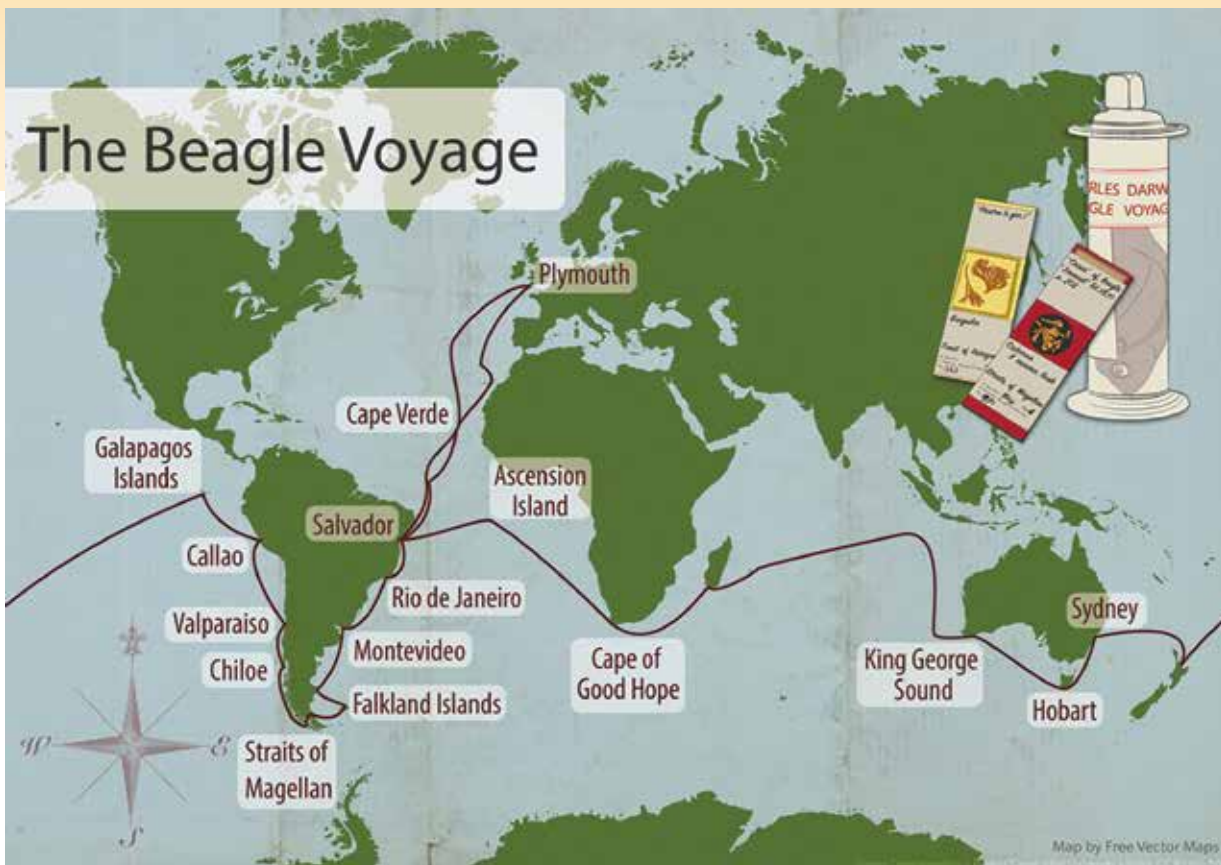 The Beagle Voyage
RLES DARW
GLE VOYAG
Plymouth
Cape Verde
Galapagos
Islands
Ascension
Island
Salvador
Callao
Rio de Janeiro
Valparaiso
Montevideo
Chiloe
Falkland Islands
Straits of
Magellan
Cape of
Good Hope
King George
Sound
Sydney
Hobart
W
E
S
Map by Free Vector Maps